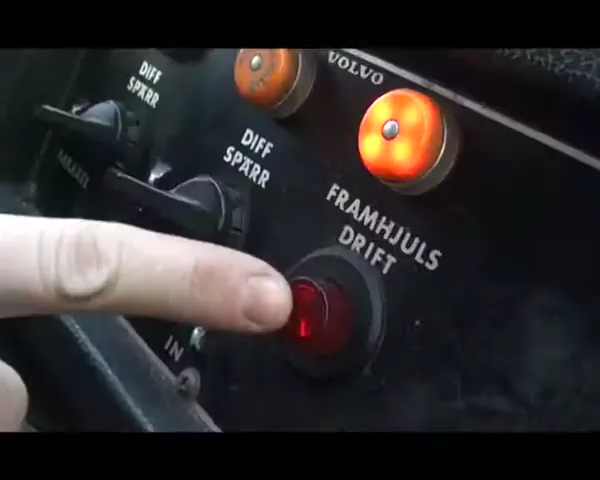 VOLVO
DIFF
SPÄRR
DIFF
SPÄRR
FRAMHJULS
DRIFT
IN